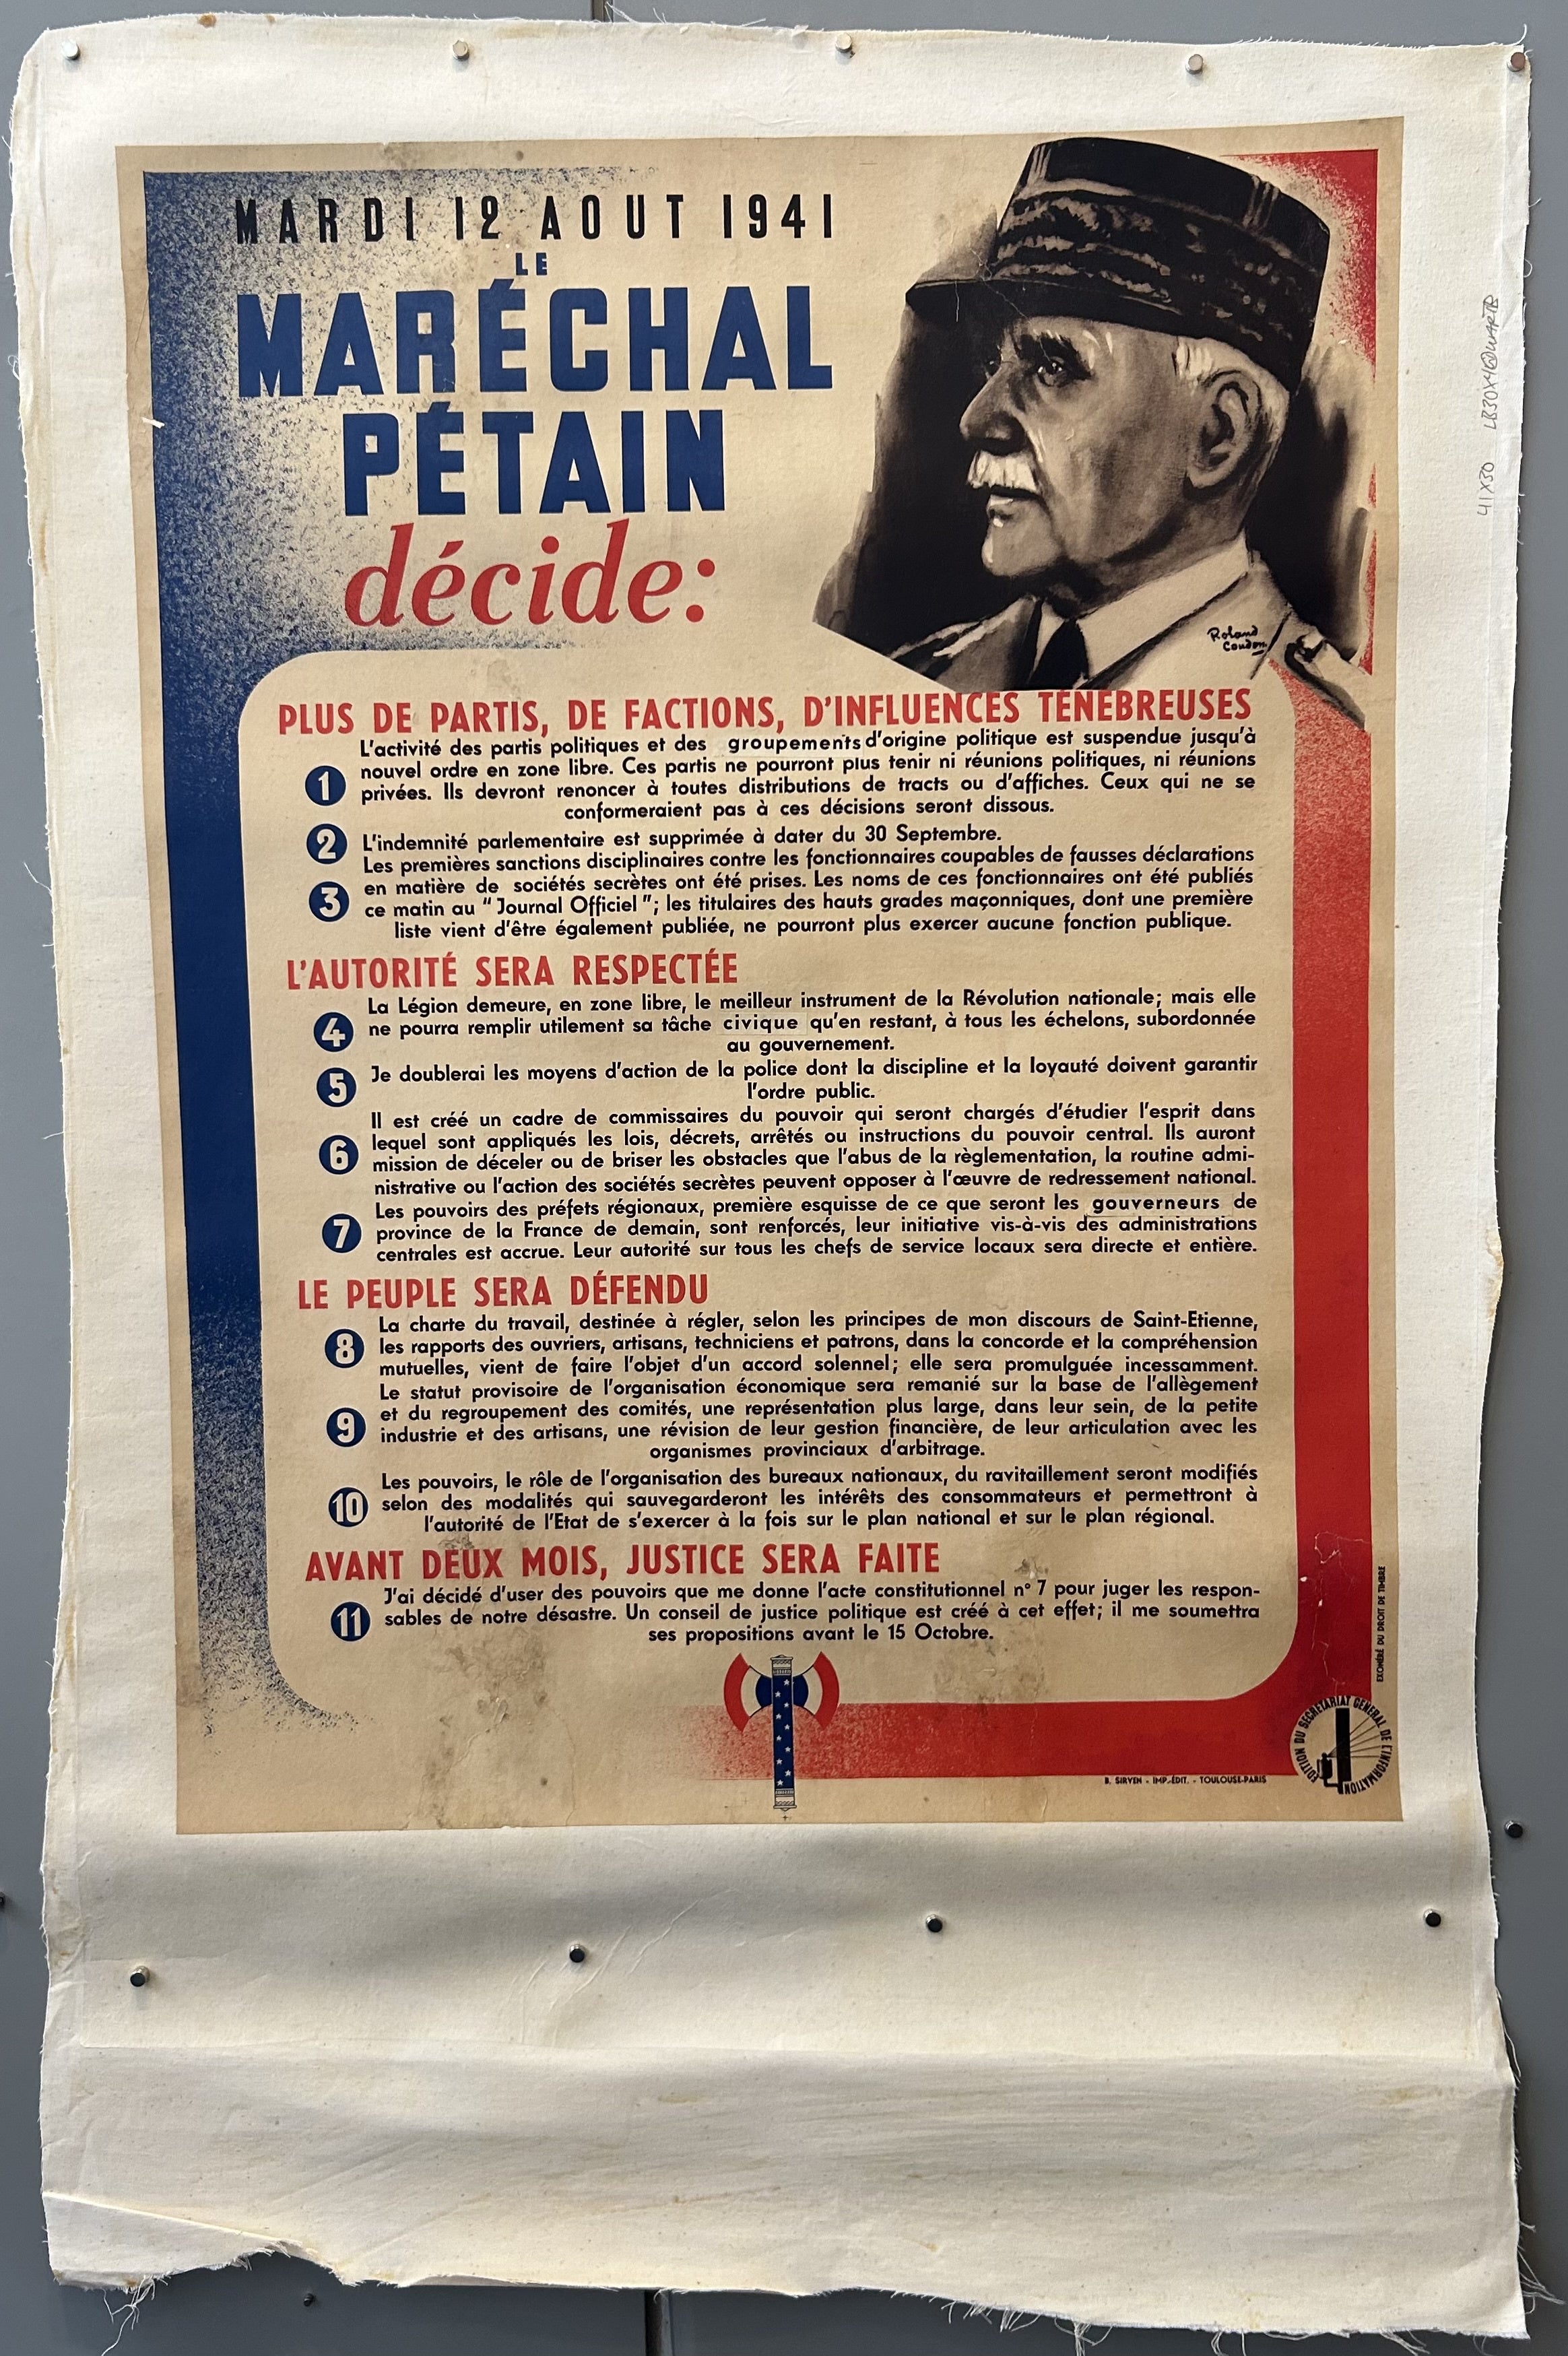 MARDI 12 AOUT 1941
LE
MARÉCHAL
PÉTAIN
décide:
Roland
Coudon
PLUS DE PARTIS, DE FACTIONS, D'INFLUENCES TÉNÉBREUSES
1
L'activité des partis politiques et des groupements d'origine politique est suspendue jusqu'à
nouvel ordre en zone libre. Ces partis ne pourront plus tenir ni réunions politiques, ni réunions
privées. Ils devront renoncer à toutes distributions de tracts ou d'affiches. Ceux qui ne se
conformeraient pas à ces décisions seront dissous.
2 L'indemnité parlementaire est supprimée à dater du 30 Septembre.
3
Les premières sanctions disciplinaires contre les fonctionnaires coupables de fausses déclarations
en matière de sociétés secrètes ont été prises. Les noms de ces fonctionnaires ont été publiés
ce matin au "Journal Officiel"; les titulaires des hauts grades maçonniques, dont une première
liste vient d'être également publiée, ne pourront plus exercer aucune fonction publique.
L'AUTORITÉ SERA RESPECTÉE
4
La Légion demeure, en zone libre, le meilleur instrument de la Révolution nationale; mais elle
ne pourra remplir utilement sa tâche civique qu'en restant, à tous les échelons, subordonnée
au gouvernement.
5
Je doublerai les moyens d'action de la police dont la discipline et la loyauté doivent garantir
l'ordre public.
6
Il est créé un cadre de commissaires du pouvoir qui seront chargés d'étudier l'esprit dans
lequel sont appliqués les lois, décrets, arrêtés ou instructions du pouvoir central. Ils auront
mission de déceler ou de briser les obstacles que l'abus de la règlementation, la routine admi-
nistrative ou l'action des sociétés secrètes peuvent opposer à l'œuvre de redressement national.
7
Les pouvoirs des préfets régionaux, première esquisse de ce que seront les gouverneurs de
province de la France de demain, sont renforcés, leur initiative vis-à-vis des administrations
centrales est accrue. Leur autorité sur tous les chefs de service locaux sera directe et entière.
LE PEUPLE SERA DÉFENDU
8
La charte du travail, destinée à régler, selon les principes de mon discours de Saint-Etienne,
les rapports des ouvriers, artisans, techniciens et patrons, dans la concorde et la compréhension
mutuelles, vient de faire l'objet d'un accord solennel; elle sera promulguée incessamment.
9
Le statut provisoire de l'organisation économique sera remanié sur la base de l'allègement
et du regroupement des comités, une représentation plus large, dans leur sein, de la petite
industrie et des artisans, une révision de leur gestion financière, de leur articulation avec les
organismes provinciaux d'arbitrage.
10
Les pouvoirs, le rôle de l'organisation des bureaux nationaux, du ravitaillement seront modifiés
selon des modalités qui sauvegarderont les intérêts des consommateurs et permettront à
l'autorité de l'Etat de s'exercer à la fois sur le plan national et sur le plan régional.
AVANT DEUX MOIS, JUSTICE SERA FAITE
11
J'ai décidé d'user des pouvoirs que me donne l'acte constitutionnel n° 7 pour juger les respon-
sables de notre désastre. Un conseil de justice politique est créé à cet effet; il me soumettra
ses propositions avant le 15 Octobre.
B. SIRVEN - IMP.-ÉDIT. - TOULOUSE-PARIS
EDITION DU SECRETARIAT GENERAL DE L'INFORMATION
EXONÉRÉ DU DROIT DE TIMBRE
41X30